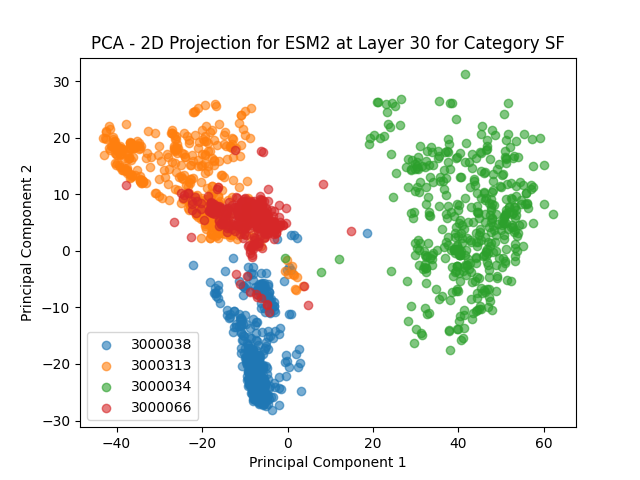 PCA - 2D Projection for ESM2 at Layer 30 for Category SF
30
20
10
0
−10
−20
−30
Principal Component 2
3000038
3000313
3000034
3000066
−40 −20 0 20 40 60
Principal Component 1